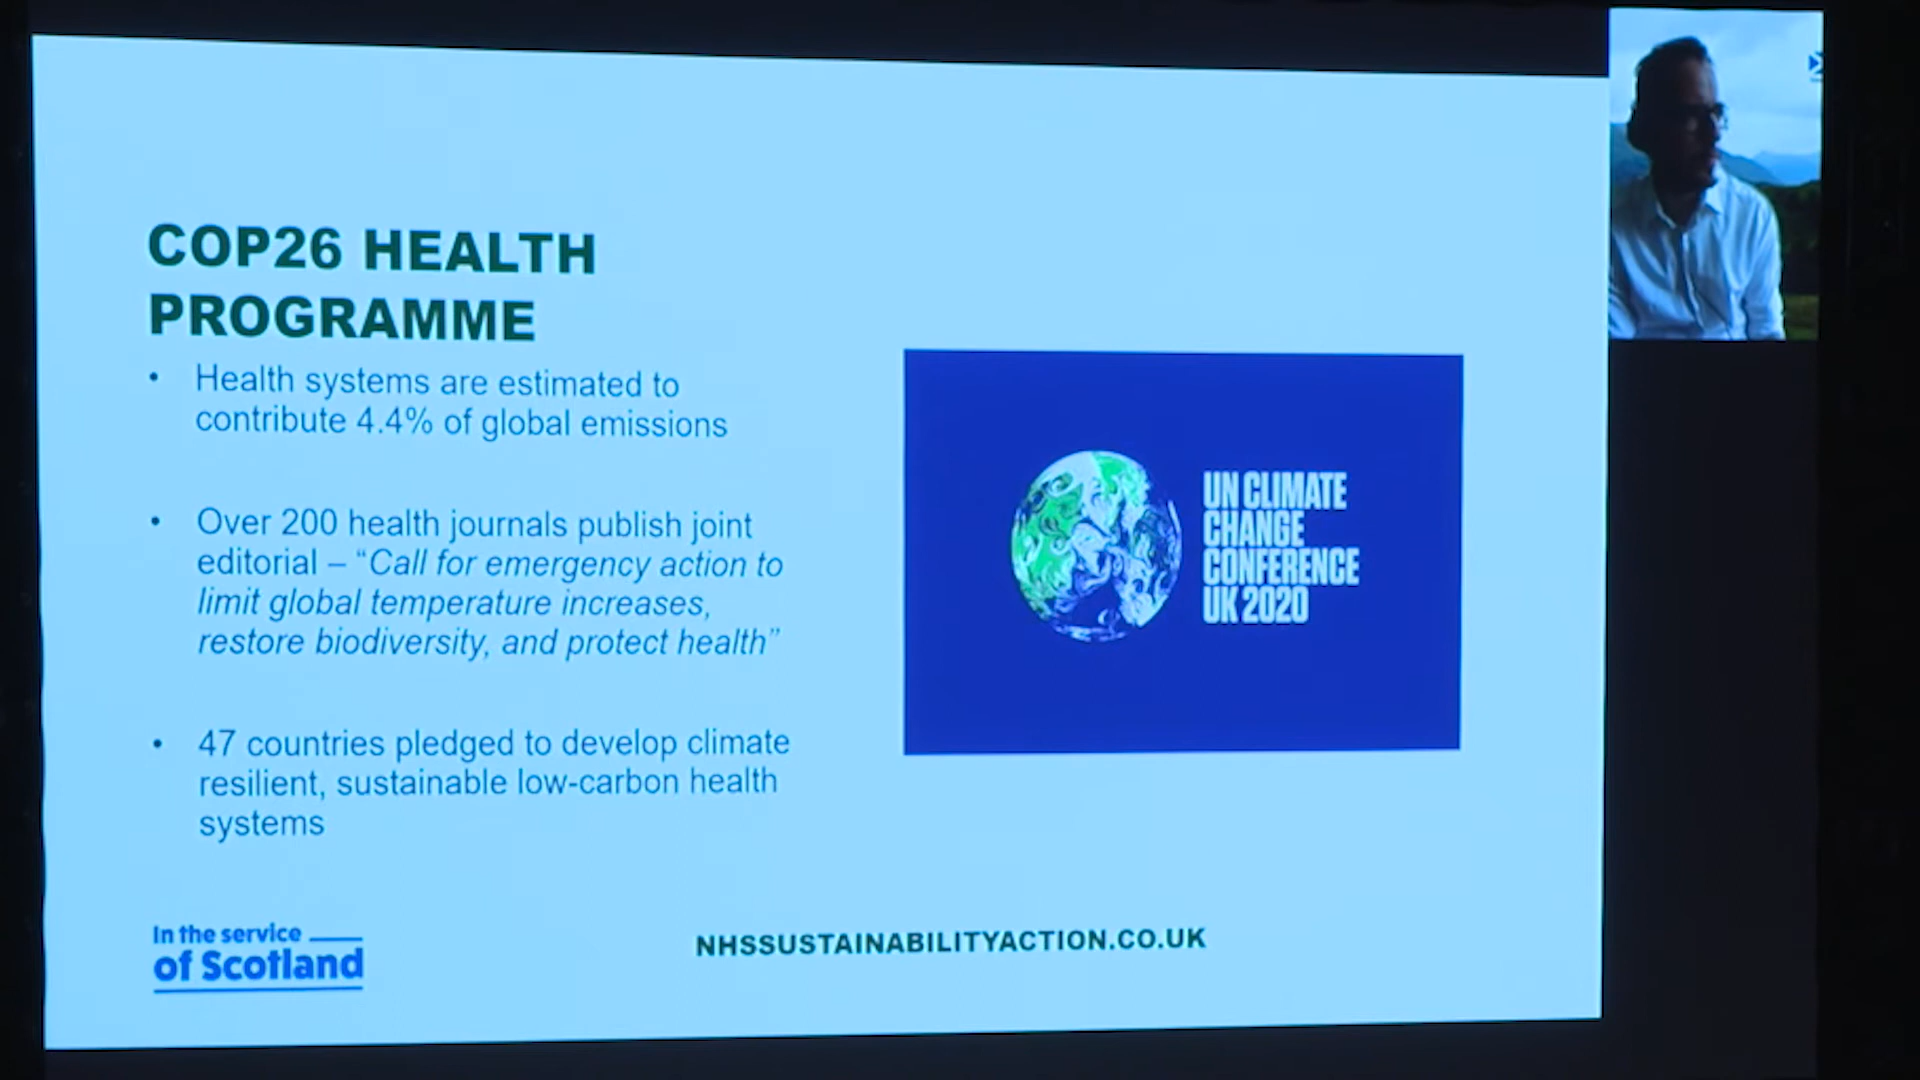 COP26 HEALTH
PROGRAMME
• Health systems are estimated to
contribute 4.4% of global emissions
• Over 200 health journals publish joint
editorial – “Call for emergency action to
limit global temperature increases,
restore biodiversity, and protect health”
• 47 countries pledged to develop climate
resilient, sustainable low-carbon health
systems
UN CLIMATE
CHANGE
CONFERENCE
UK 2020
In the service
of Scotland
NHSSUSTAINABILITYACTION.CO.UK